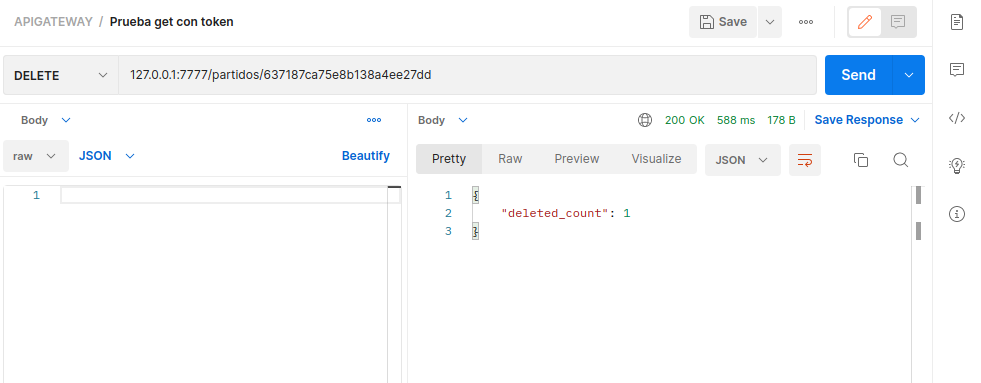 APIGATEWAY / Prueba get con token
Save
DELETE
127.0.0.1:7777/partidos/637187ca75e8b138a4ee27dd
Send
Body
raw
JSON
Beautify
1
Body
200 OK 588 ms 178 B
Save Response
Pretty Raw Preview Visualize
JSON
1 {
2 "deleted_count": 1
3 }